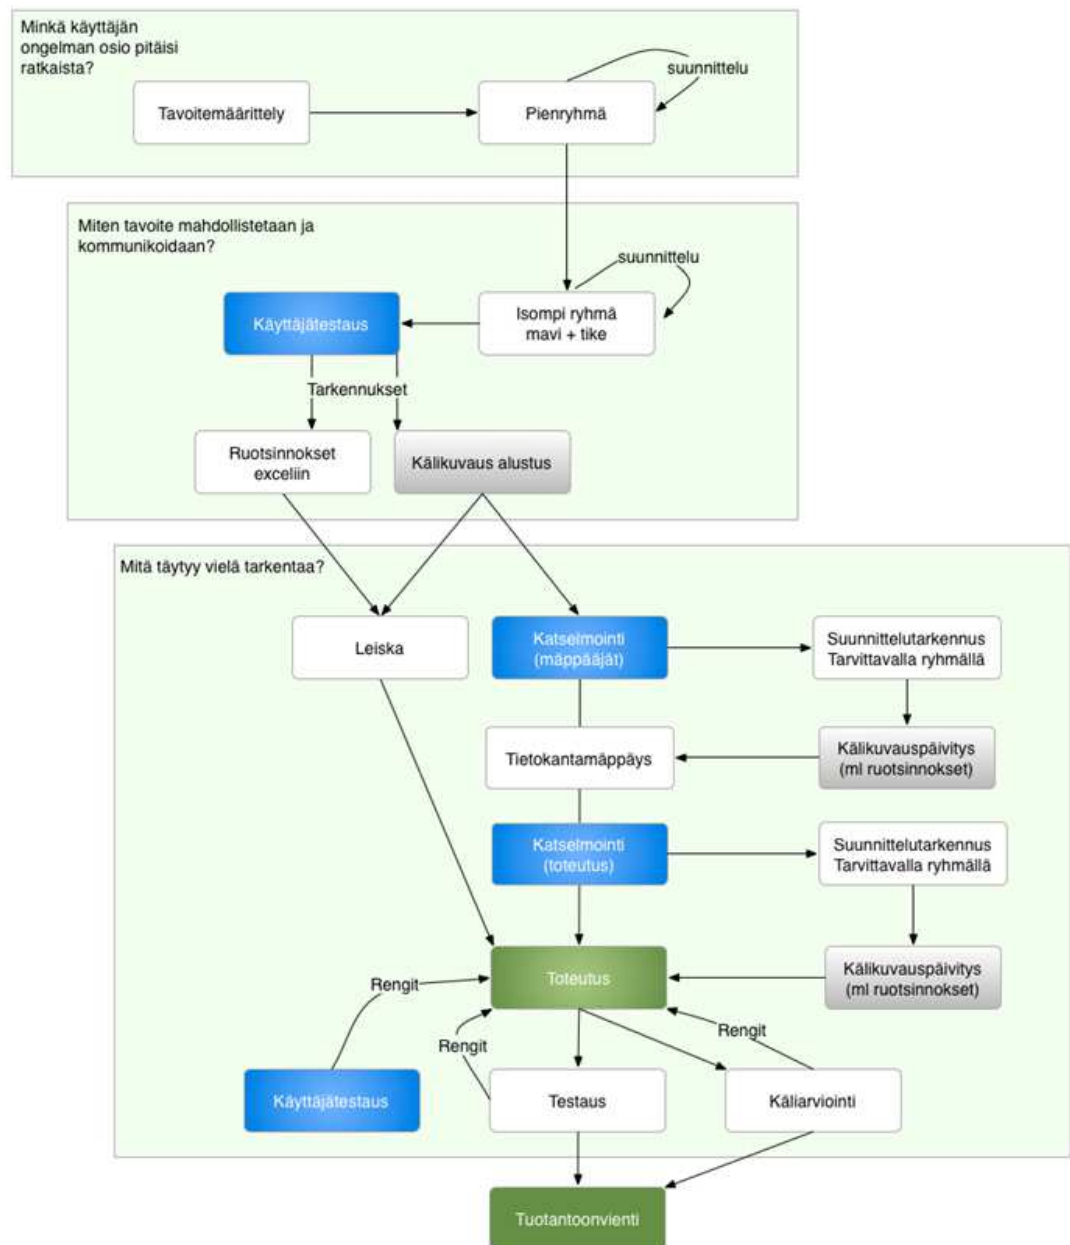 Minkä käyttäjän
ongelman osio pitäisi
ratkaista?
suunnittelu
Tavoitemäärittely
Pienryhmä
Miten tavoite mahdollistetaan ja
kommunikoidaan?
suunnittelu
Käyttäjätestaus
Isompi ryhmä
mavi + tike
Tarkennukset
Ruotsinnokset
exceliin
Kälikuvaus alustus
Mitä täytyy vielä tarkentaa?
Leiska
Katselmointi
(mäppääjät)
Suunnittelutarkennus
Tarvittavalla ryhmällä
Tietokantamäppäys
Kälikuvauspäivitys
(ml ruotsinnokset)
Katselmointi
(toteutus)
Suunnittelutarkennus
Tarvittavalla ryhmällä
Rengit
Toteutus
Kälikuvauspäivitys
(ml ruotsinnokset)
Rengit
Rengit
Käyttäjätestaus
Testaus
Käliarviointi
Tuotantoonvienti